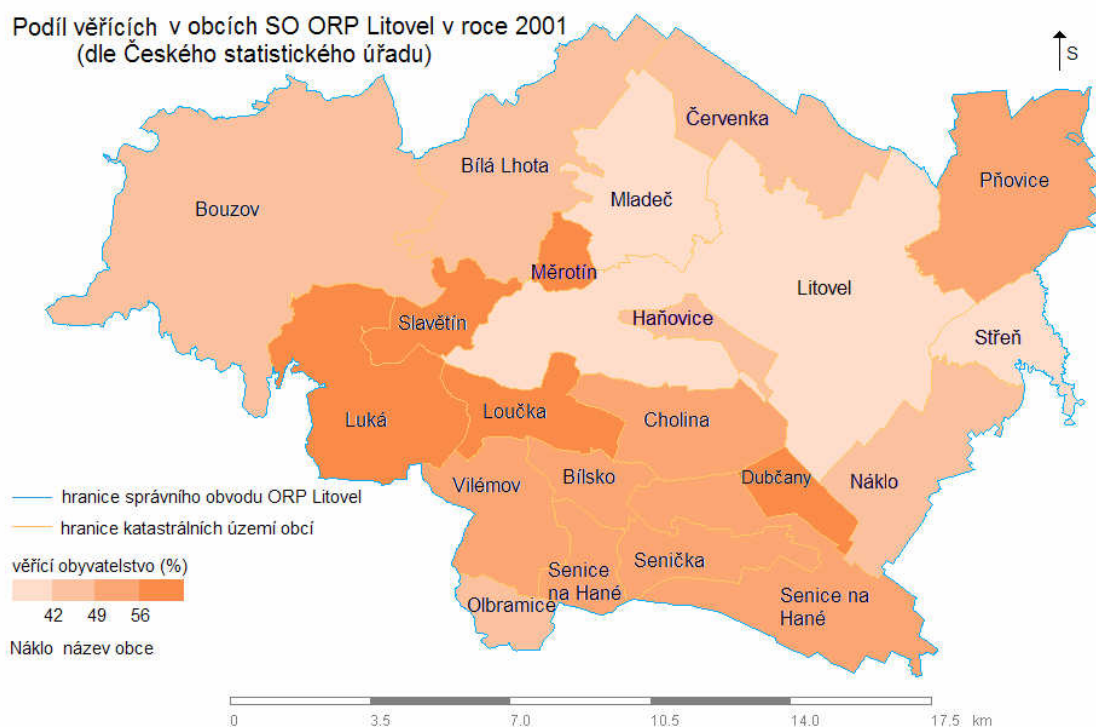 Podíl věřících v obcích SO ORP Litovel v roce 2001
(dle Českého statistického úřadu)
S
Červenka
Bílá Lhota
Pňovice
Mladeč
Bouzov
Měrotín
Litovel
Slavětín
Haňovice
Střeň
Luká
Loučka
Cholina
Vilémov
Bílsko
Dubčany
Náklo
hranice správního obvodu ORP Litovel
hranice katastrálních území obcí
věřící obyvatelstvo (%)
42 49 56
Senička
Senice
na Hané
Senice na
Hané
Olbramice
Náklo název obce
0 3.5 7.0 10.5 14.0 17.5 km